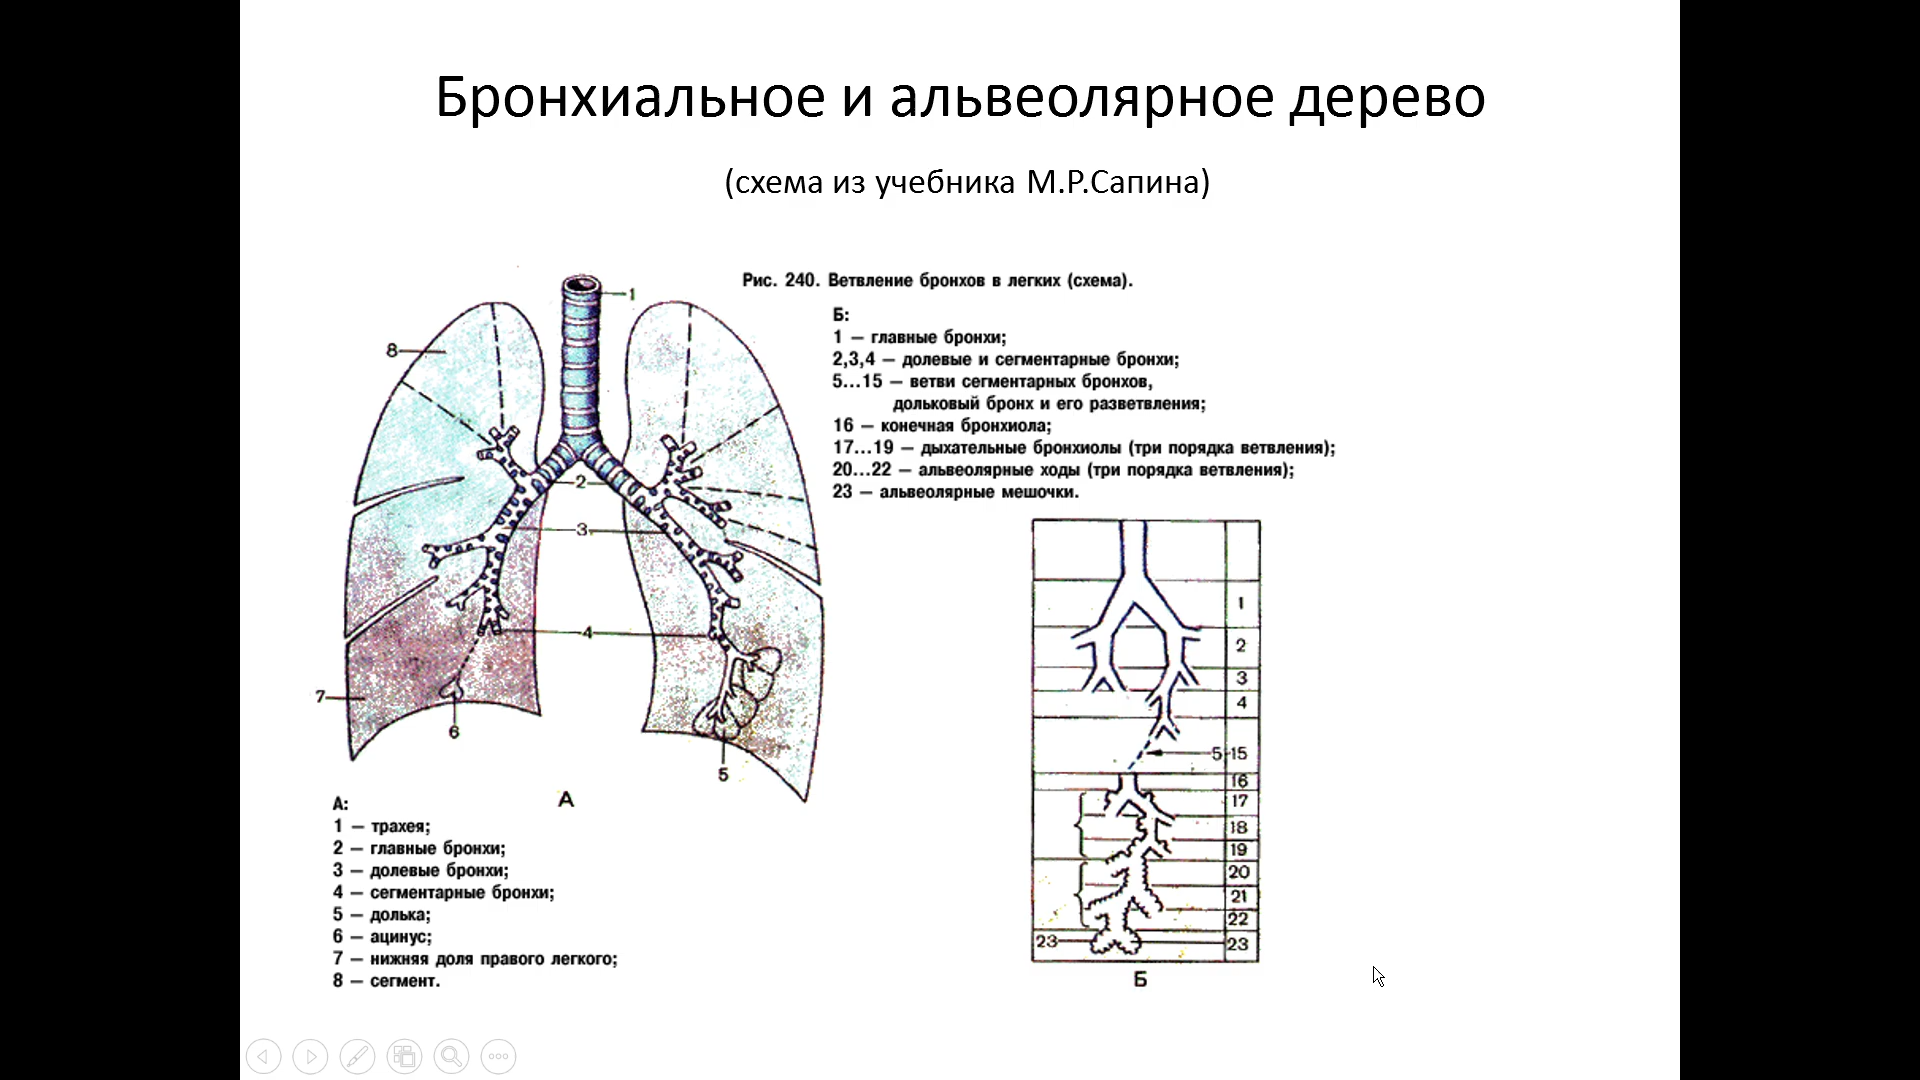 Бронхиальное и альвеолярное дерево
(схема из учебника М.Р.Сапина)
Рис. 240. Ветвление бронхов в легких (схема).
Б:
1 — главные бронхи;
2,3,4 — долевые и сегментарные бронхи;
5...15 — ветви сегментарных бронхов,
дольковый бронх и его разветвления;
16 — конечная бронхиола;
17...19 — дыхательные бронхиолы (три порядка ветвления);
20...22 — альвеолярные ходы (три порядка ветвления);
23 — альвеолярные мешочки.
1
8
2
3
4
7
6
5
А
А:
1 — трахея;
2 — главные бронхи;
3 — долевые бронхи;
4 — сегментарные бронхи;
5 — долька;
6 — ацинус;
7 — нижняя доля правого легкого;
8 — сегмент.
1
2
3
4
5-15
16
17
18
19
20
21
22
23 23
Б